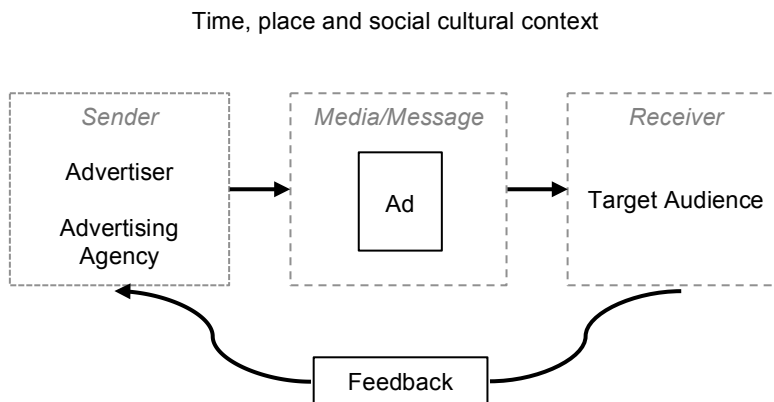 Time, place and social cultural context
Sender
Advertiser
Advertising
Agency
Media/Message
Ad
Receiver
Target Audience
Feedback